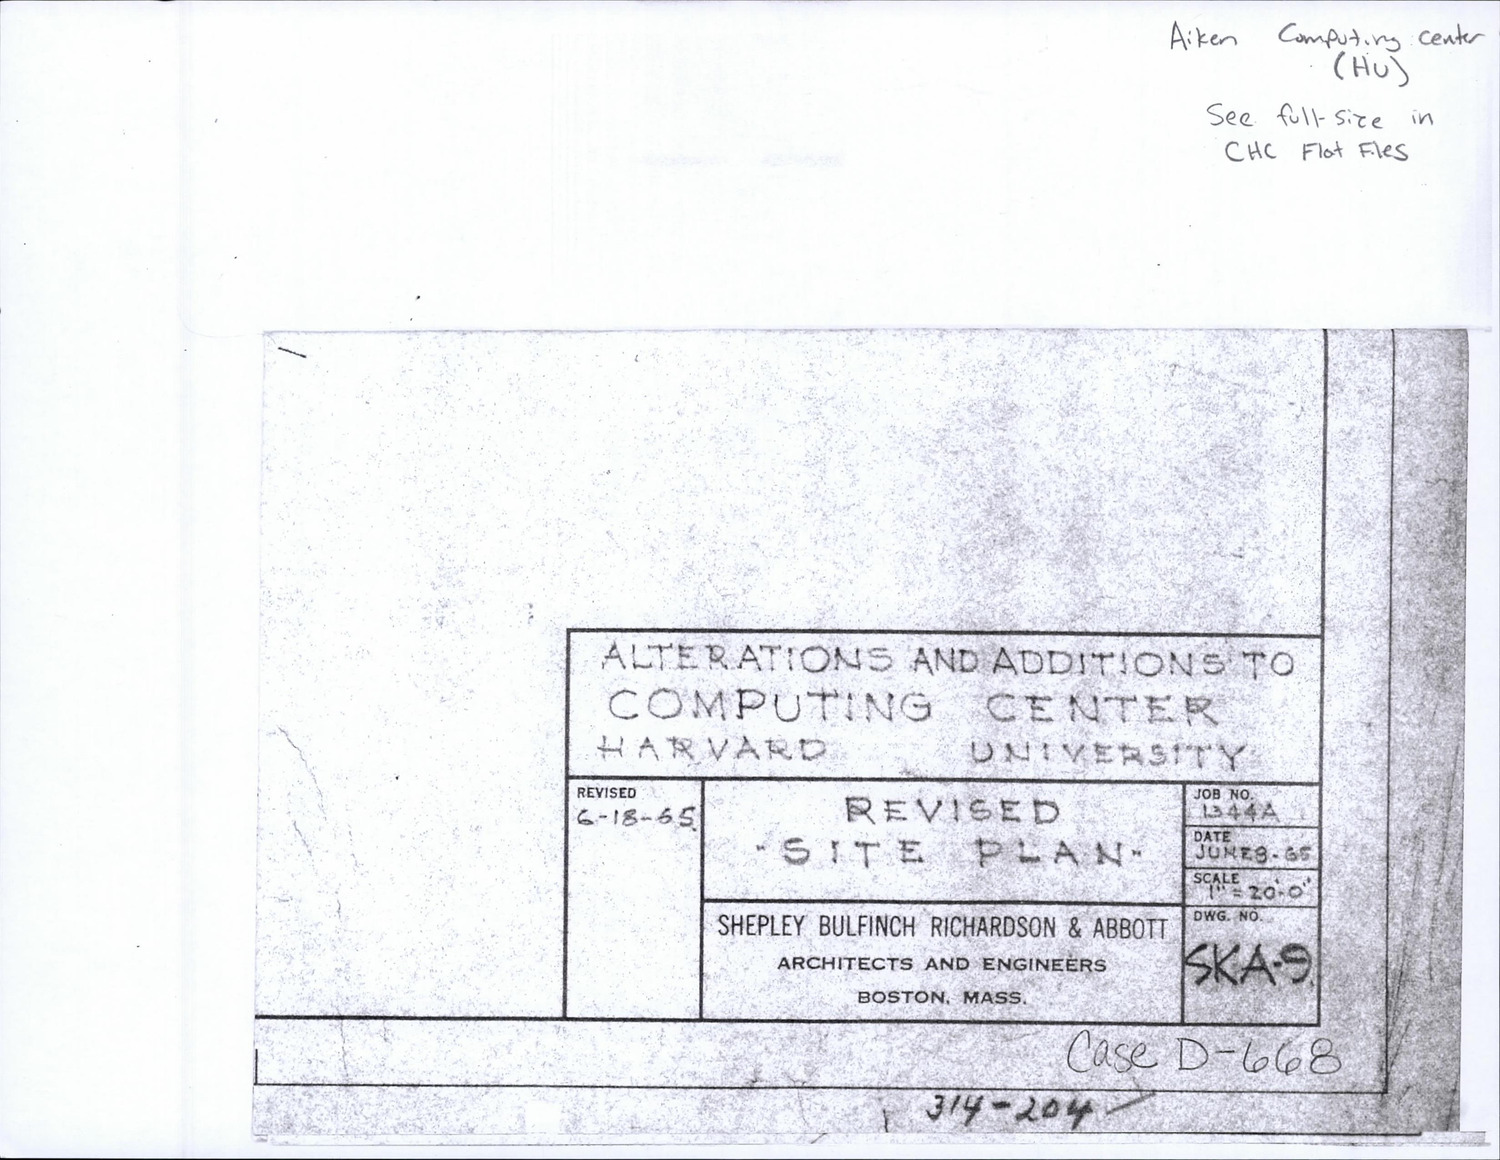 Aiken Computing center
(HU)
See full-size in
CHC Flat Files
ALTERATIONS AND ADDITIONS TO
COMPUTING CENTER
HARVARD UNIVERSITY
REVISED
6-18-65
REVISED
"SITE PLAN"
SHEPLEY BULFINCH RICHARDSON & ABBOTT
ARCHITECTS AND ENGINEERS
BOSTON, MASS.
JOB NO.
1344A
DATE
JUNE 8-65
SCALE
1" = 20'-0"
DWG. NO.
SKA-9
Case D-668
314-204